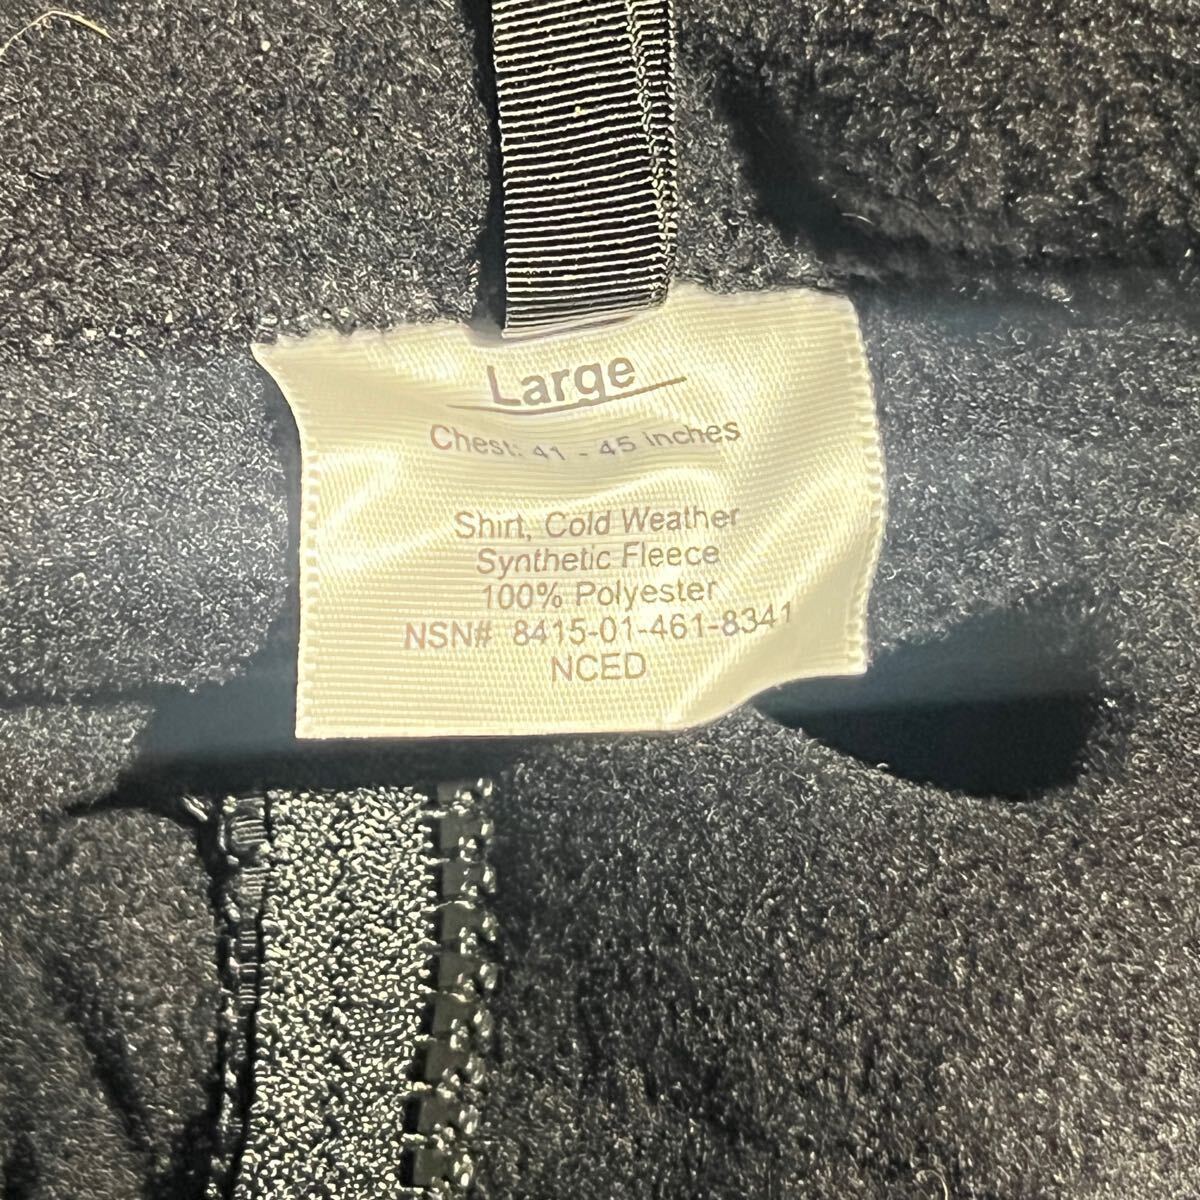 Large
Chest: 41 - 45 inches
Shirt, Cold Weather
Synthetic Fleece
100% Polyester
NSN# 8415-01-461-8341
NCED